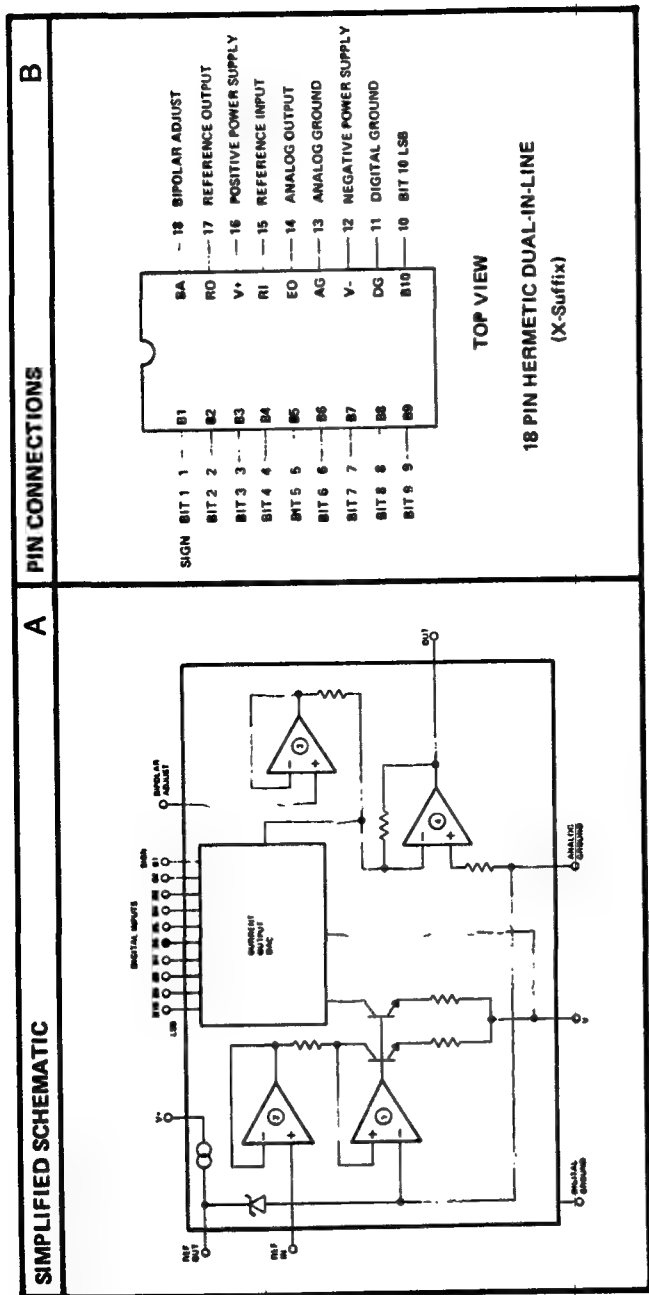 SIMPLIFIED SCHEMATIC
A
REF OUT
REF IN
V+
LSB
DIGITAL INPUTS
SIGN
B1
BIPOLAR ADJUST
CURRENT OUTPUT DAC
2
1
3
4
OUT
DIGITAL GROUND
ANALOG GROUND
PIN CONNECTIONS
B
SIGN BIT 1 1 B1
BIT 2 2 B2
BIT 3 3 B3
BIT 4 4 B4
BIT 5 5 B5
BIT 6 6 B6
BIT 7 7 B7
BIT 8 8 B8
BIT 9 9 B9
BA 18 BIPOLAR ADJUST
RO 17 REFERENCE OUTPUT
V+ 16 POSITIVE POWER SUPPLY
RI 15 REFERENCE INPUT
EO 14 ANALOG OUTPUT
AG 13 ANALOG GROUND
V- 12 NEGATIVE POWER SUPPLY
DG 11 DIGITAL GROUND
B10 10 BIT 10 LSB
TOP VIEW
18 PIN HERMETIC DUAL-IN-LINE
(X-Suffix)